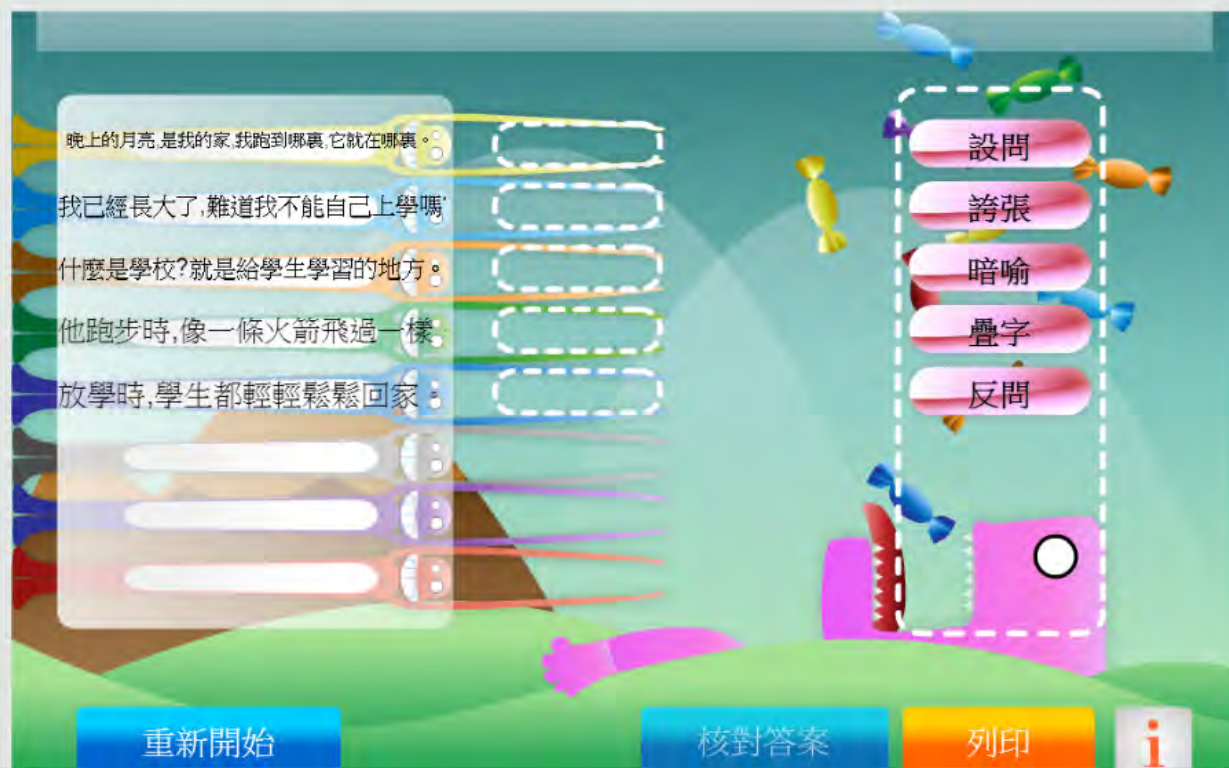 晚上的月亮,是我的家,我跑到哪裏,它就在哪裏。
設問
我已經長大了,難道我不能自己上學嗎
誇張
什麼是學校?就是給學生學習的地方。
暗喻
他跑步時,像一條火箭飛過一樣
疊字
放學時,學生都輕輕鬆鬆回家。
反問
重新開始
核對答案
列印
i